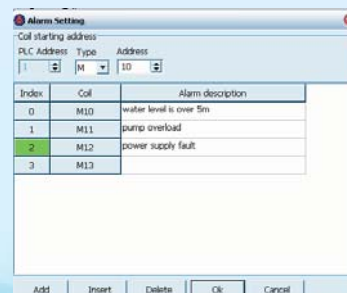 Alarm Setting
Coil starting address
PLC Address Type Address
1 M 10
Index Coil Alarm description
0 M10 water level is over 5m
1 M11 pump overload
2 M12 power supply fault
3 M13
Add Insert Delete Ok Cancel